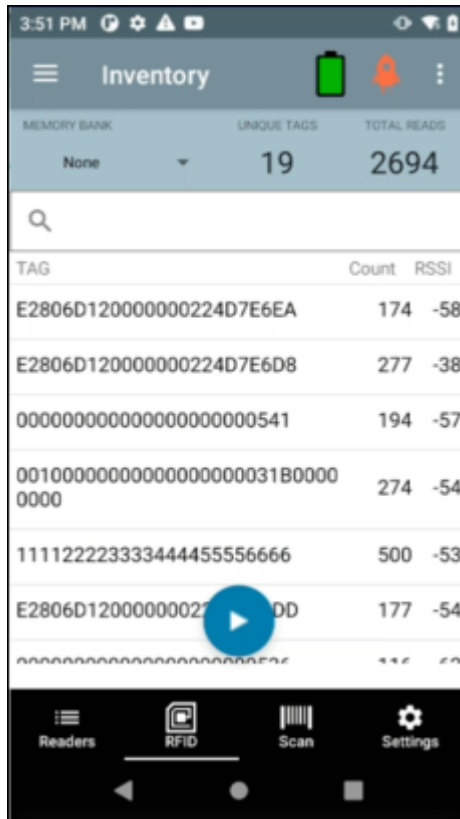 3:51 PM
Inventory
MEMORY BANK UNIQUE TAGS TOTAL READS
None 19 2694
TAG Count RSSI
E2806D120000000224D7E6EA 174 -58
E2806D120000000224D7E6D8 277 -38
000000000000000000000541 194 -57
00100000000000000000031B0000
0000
274 -54
111122223333444455556666 500 -53
E2806D12000000022 DD 177 -54
Readers RFID Scan Settings